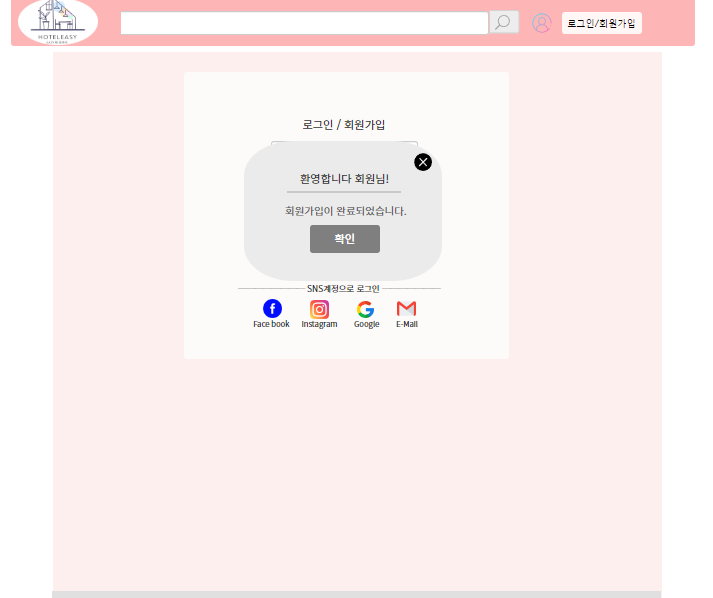 HOTELEASY
로그인/회원가입
로그인 / 회원가입
환영합니다 회원님!
회원가입이 완료되었습니다.
확인
SNS계정으로 로그인
Face book
Instagram
Google
E-Mail